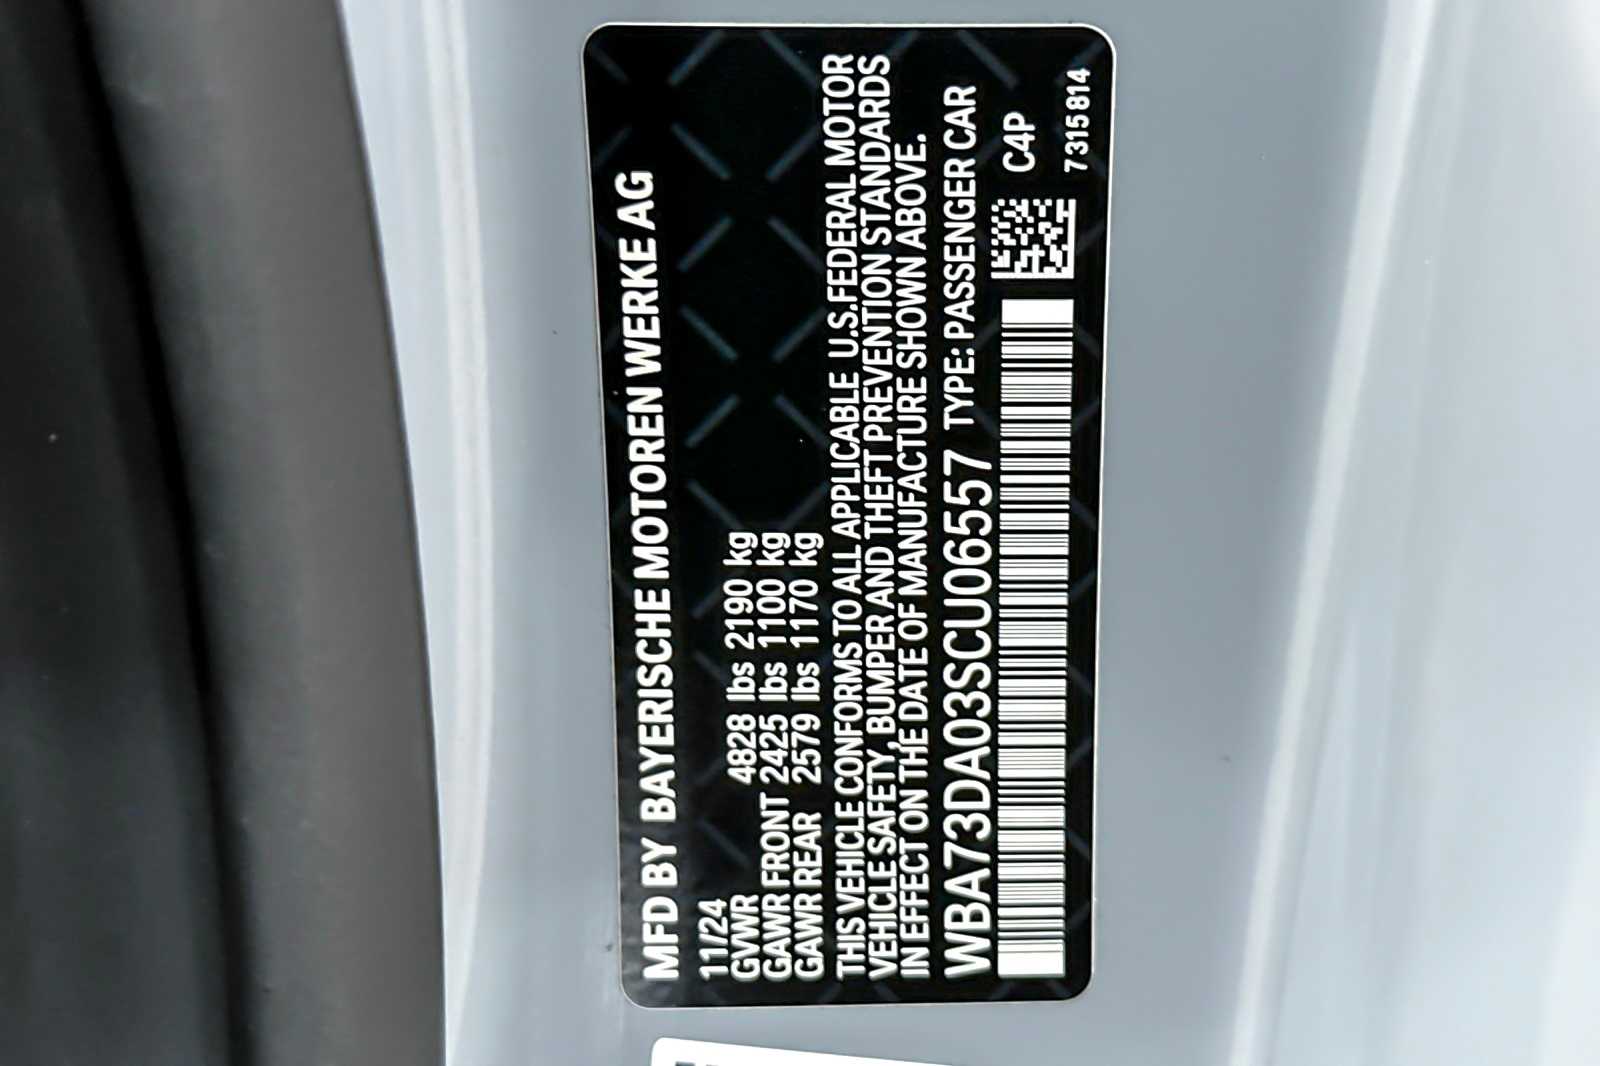 MFD BY BAYERISCHE MOTOREN WERKE AG
11/24
GVWR 4828 lbs 2190 kg
GAWR FRONT 2425 lbs 1100 kg
GAWR REAR 2579 lbs 1170 kg
THIS VEHICLE CONFORMS TO ALL APPLICABLE U.S.FEDERAL MOTOR
VEHICLE SAFETY, BUMPER AND THEFT PREVENTION STANDARDS
IN EFFECT ON THE DATE OF MANUFACTURE SHOWN ABOVE.
WBA73DA03SCU06557 TYPE: PASSENGER CAR
C4P
7315814